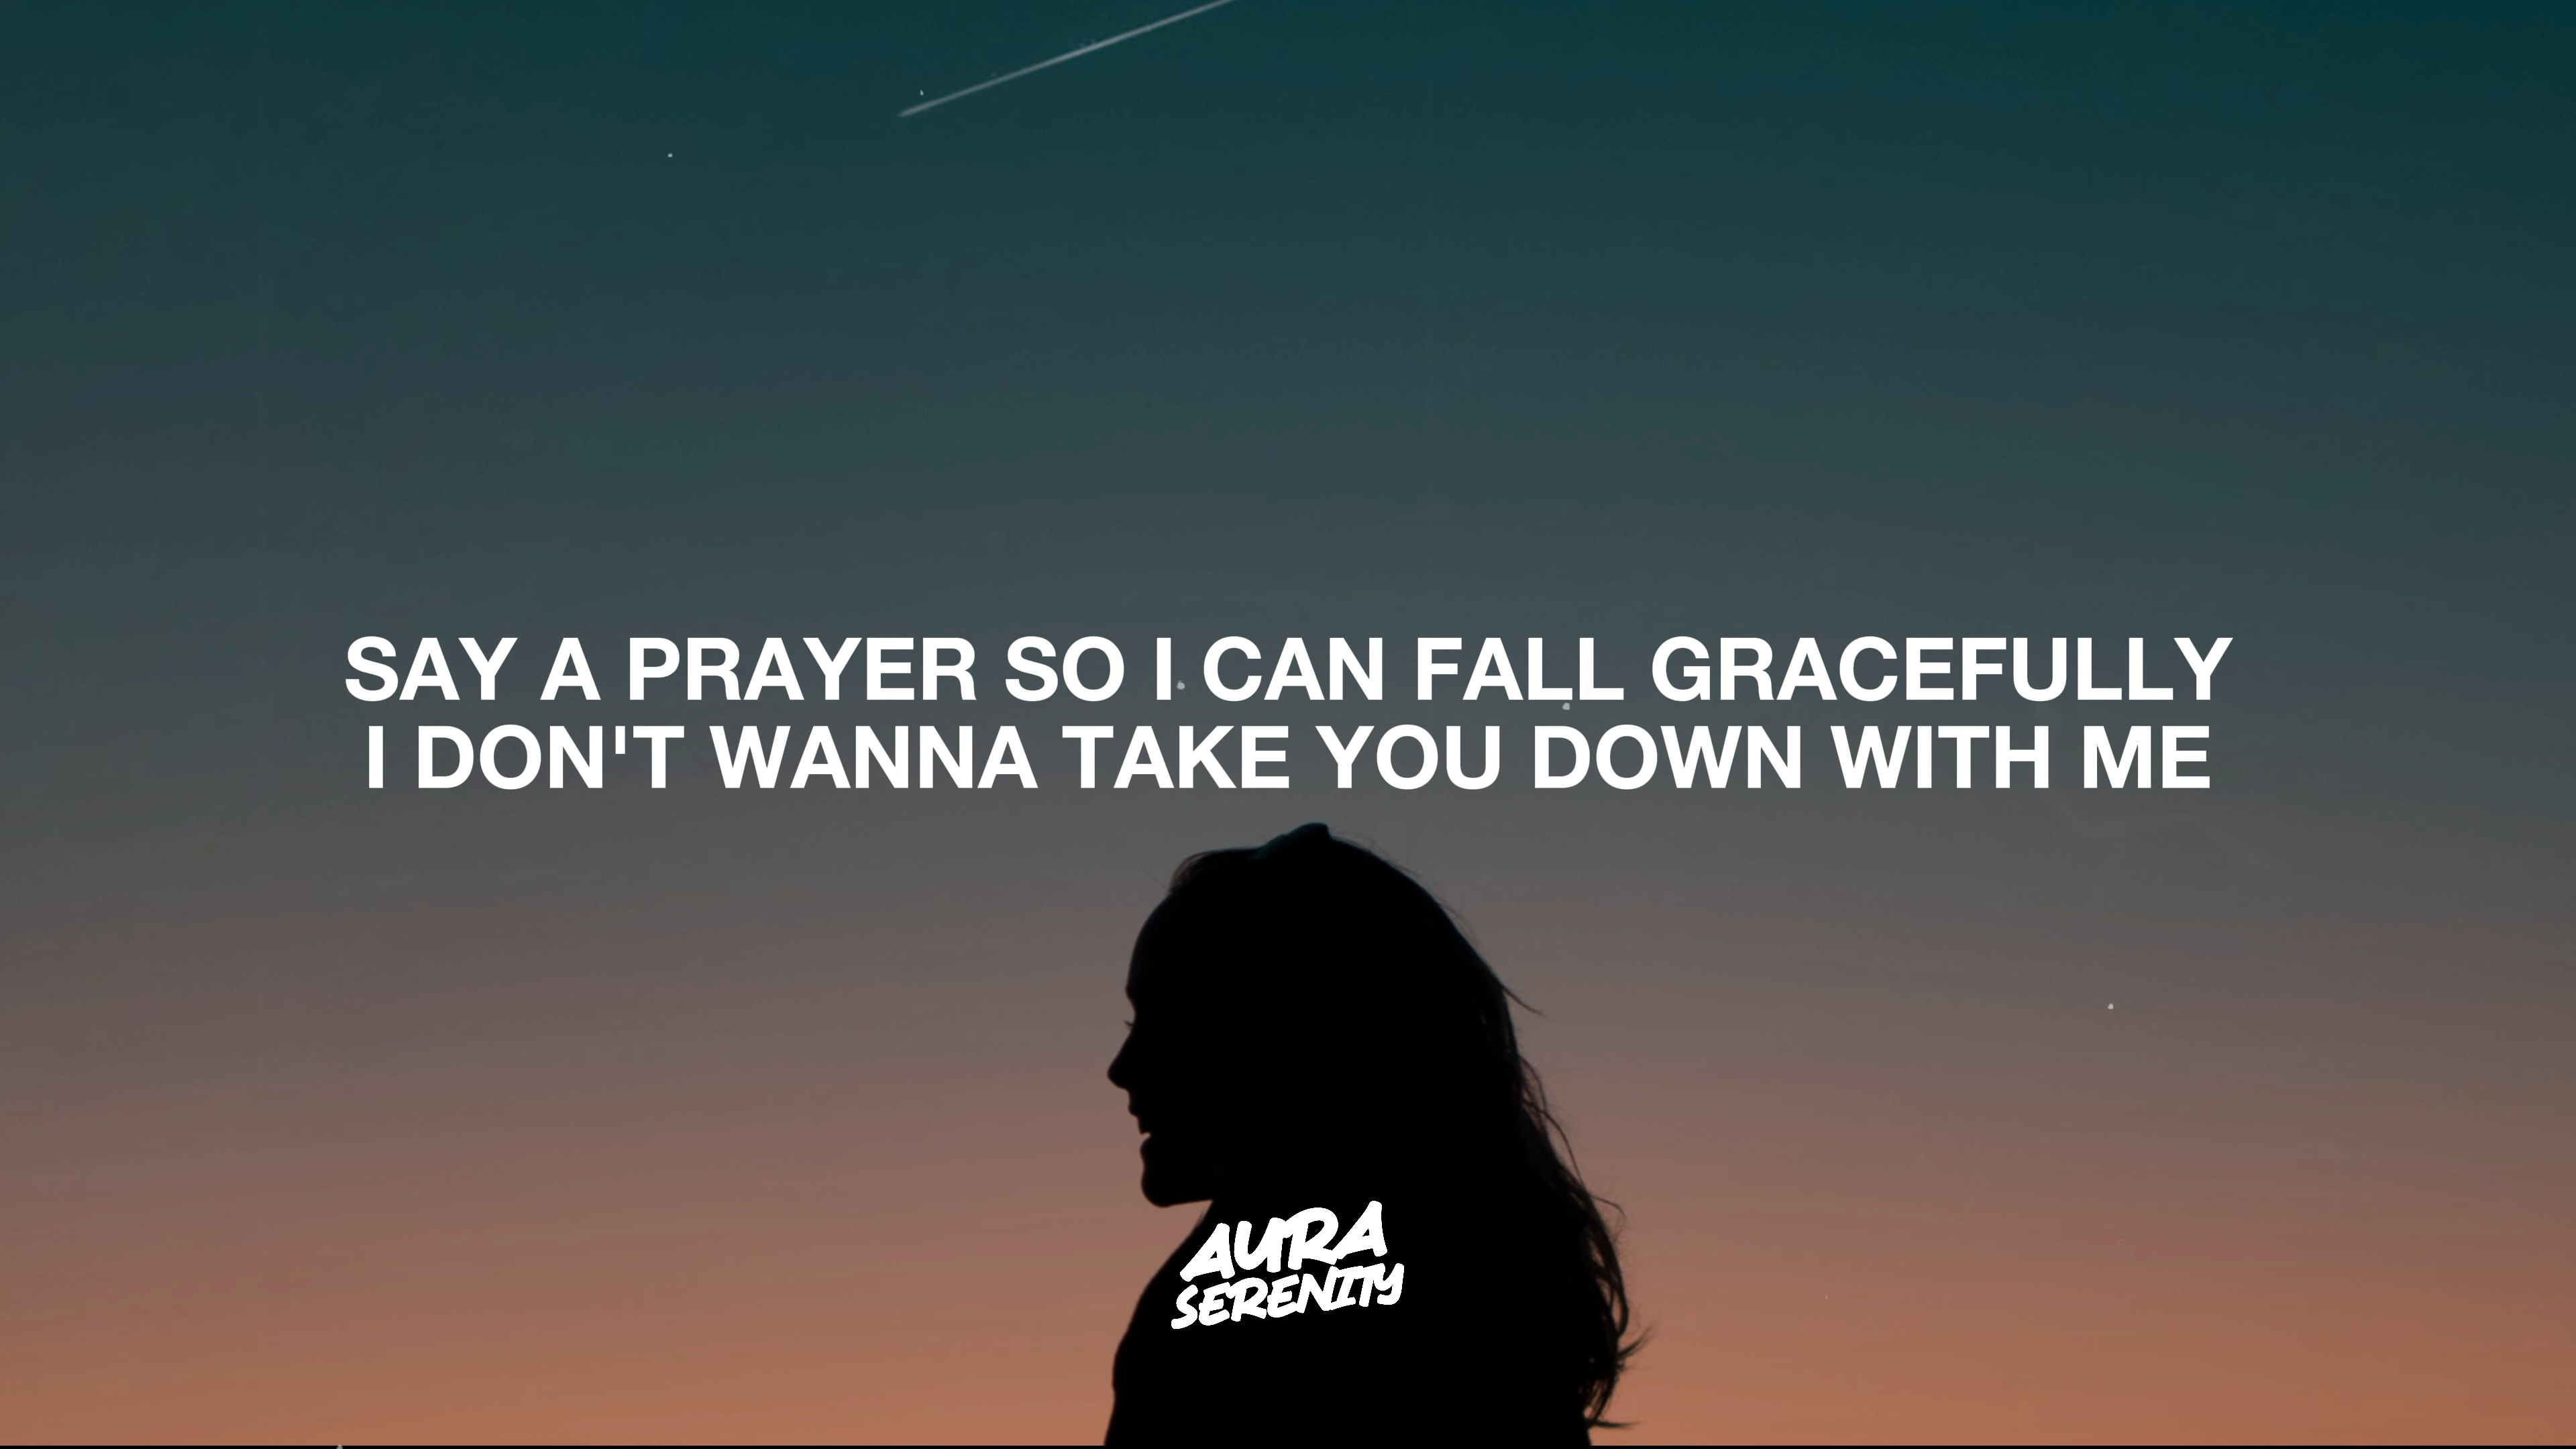 SAY A PRAYER SO I CAN FALL GRACEFULLY
I DON'T WANNA TAKE YOU DOWN WITH ME
AURA
SERENITY